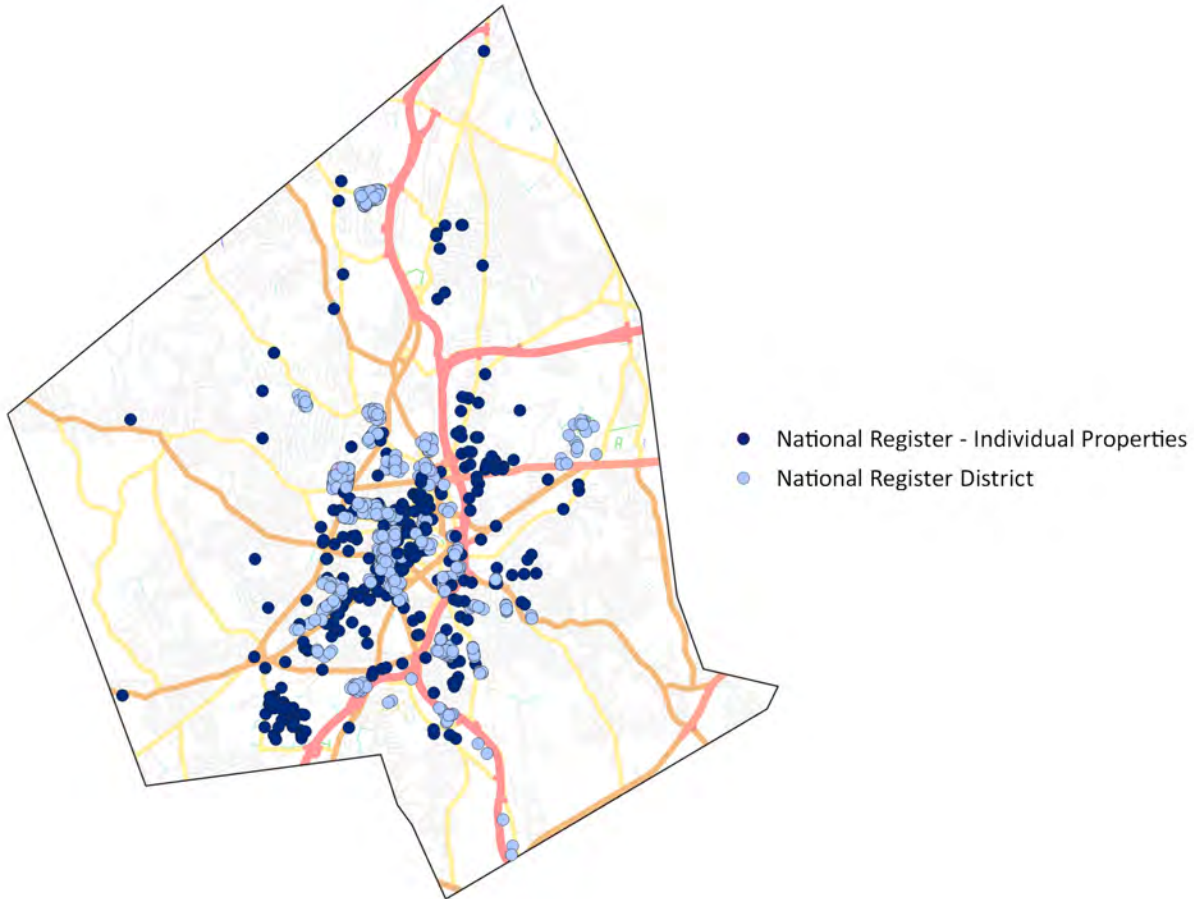 National Register - Individual Properties
National Register District